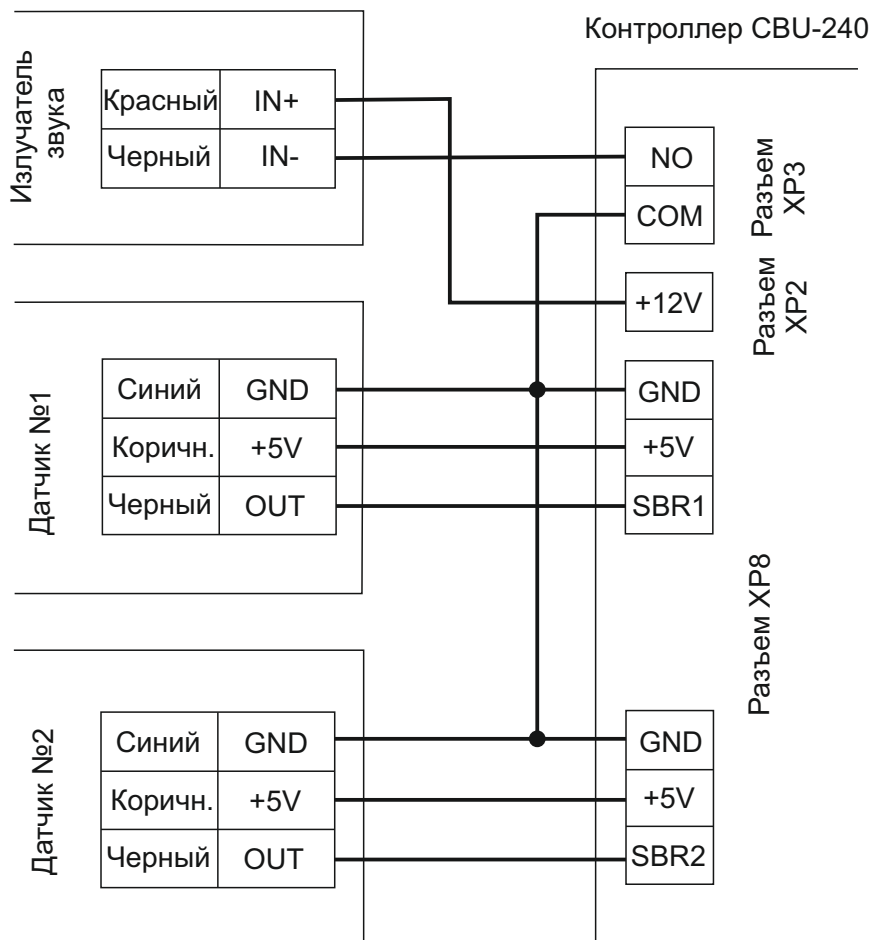 Контроллер CBU-240
Излучатель
звука
Красный IN+
Черный IN-
NO
COM
Разъем
XP3
+12V
Разъем
XP2
Датчик №1
Синий GND
Коричн. +5V
Черный OUT
GND
+5V
SBR1
Разъем XP8
Датчик №2
Синий GND
Коричн. +5V
Черный OUT
GND
+5V
SBR2